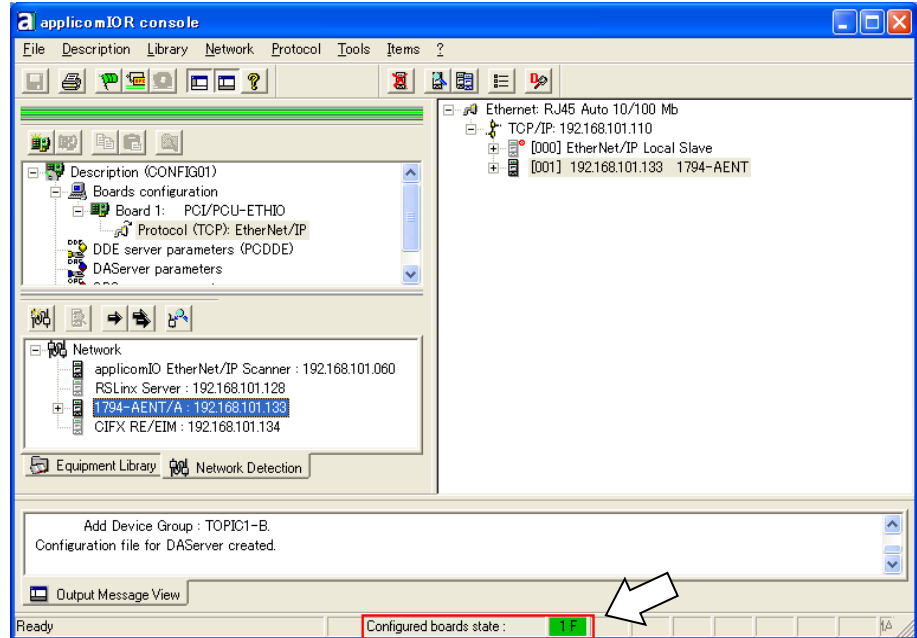 applicomIOR console
File Description Library Network Protocol Tools Items ?
Description (CONFIG01)
Boards configuration
Board 1: PCI/PCU-ETHIO
Protocol (TCP): EtherNet/IP
DDE server parameters (PCDDE)
DAServer parameters
Network
applicomIO EtherNet/IP Scanner : 192.168.101.060
RSLinx Server : 192.168.101.128
1794-AENT/A : 192.168.101.133
CIFX RE/EIM : 192.168.101.134
Equipment Library Network Detection
Ethernet: RJ45 Auto 10/100 Mb
TCP/IP: 192.168.101.110
[000] EtherNet/IP Local Slave
[001] 192.168.101.133 1794-AENT
Add Device Group : TOPIC1-B.
Configuration file for DAServer created.
Output Message View
Ready Configured boards state : 1 F